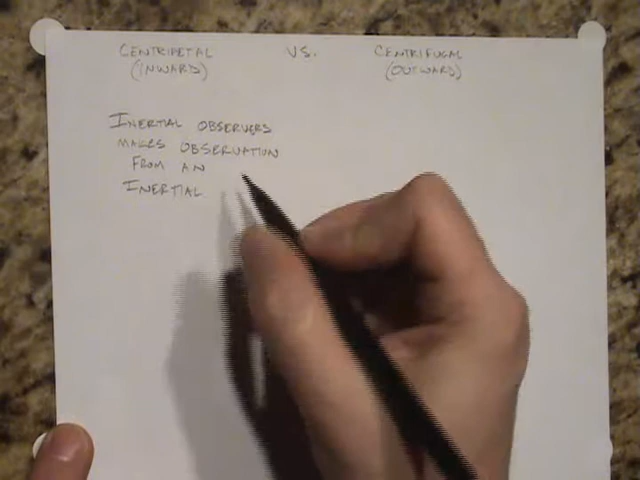 CENTRIPETAL VS. CENTRIFUGAL
(INWARD) (OUTWARD)
INERTIAL OBSERVERS
MAKES OBSERVATION
FROM AN
INERTIAL